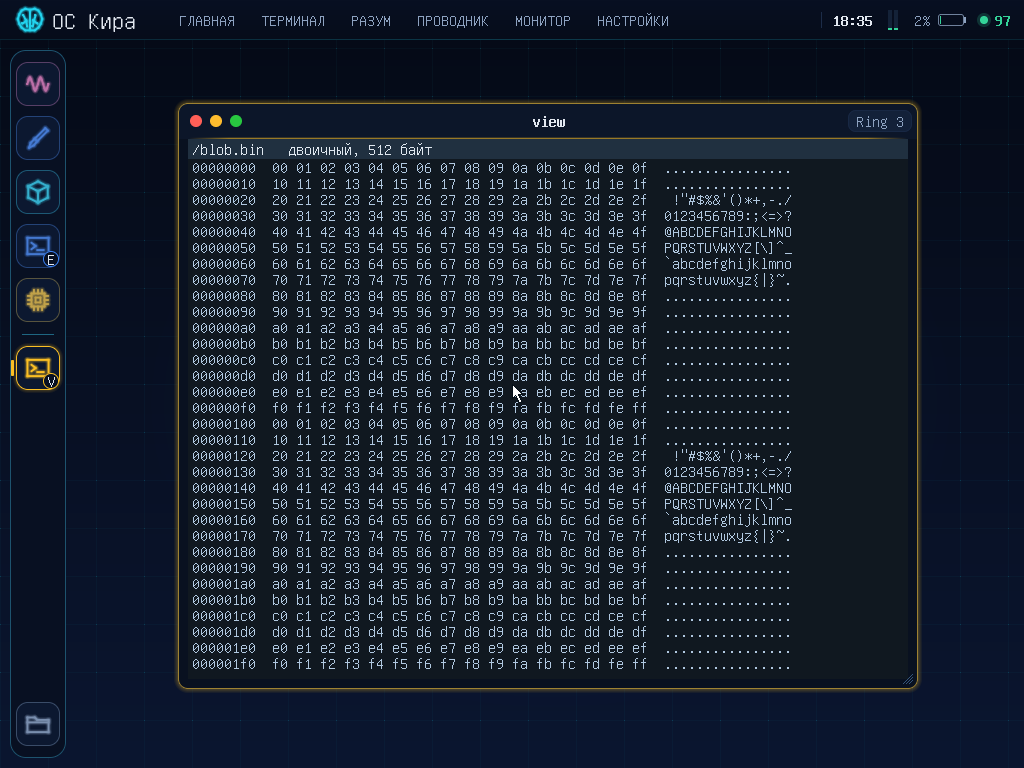 ОС Кира ГЛАВНАЯ ТЕРМИНАЛ РАЗУМ ПРОВОДНИК МОНИТОР НАСТРОЙКИ 18:35 2% 97
view Ring 3
/blob.bin двоичный, 512 байт
00000000 00 01 02 03 04 05 06 07 08 09 0a 0b 0c 0d 0e 0f ................
00000010 10 11 12 13 14 15 16 17 18 19 1a 1b 1c 1d 1e 1f ................
00000020 20 21 22 23 24 25 26 27 28 29 2a 2b 2c 2d 2e 2f  !"#$%&'()*+,-./
00000030 30 31 32 33 34 35 36 37 38 39 3a 3b 3c 3d 3e 3f 0123456789:;<=>?
00000040 40 41 42 43 44 45 46 47 48 49 4a 4b 4c 4d 4e 4f @ABCDEFGHIJKLMNO
00000050 50 51 52 53 54 55 56 57 58 59 5a 5b 5c 5d 5e 5f PQRSTUVWXYZ[\]^_
00000060 60 61 62 63 64 65 66 67 68 69 6a 6b 6c 6d 6e 6f `abcdefghijklmno
00000070 70 71 72 73 74 75 76 77 78 79 7a 7b 7c 7d 7e 7f pqrstuvwxyz{|}~.
00000080 80 81 82 83 84 85 86 87 88 89 8a 8b 8c 8d 8e 8f ................
00000090 90 91 92 93 94 95 96 97 98 99 9a 9b 9c 9d 9e 9f ................
000000a0 a0 a1 a2 a3 a4 a5 a6 a7 a8 a9 aa ab ac ad ae af ................
000000b0 b0 b1 b2 b3 b4 b5 b6 b7 b8 b9 ba bb bc bd be bf ................
000000c0 c0 c1 c2 c3 c4 c5 c6 c7 c8 c9 ca cb cc cd ce cf ................
000000d0 d0 d1 d2 d3 d4 d5 d6 d7 d8 d9 da db dc dd de df ................
000000e0 e0 e1 e2 e3 e4 e5 e6 e7 e8 e9 ea eb ec ed ee ef ................
000000f0 f0 f1 f2 f3 f4 f5 f6 f7 f8 f9 fa fb fc fd fe ff ................
00000100 00 01 02 03 04 05 06 07 08 09 0a 0b 0c 0d 0e 0f ................
00000110 10 11 12 13 14 15 16 17 18 19 1a 1b 1c 1d 1e 1f ................
00000120 20 21 22 23 24 25 26 27 28 29 2a 2b 2c 2d 2e 2f  !"#$%&'()*+,-./
00000130 30 31 32 33 34 35 36 37 38 39 3a 3b 3c 3d 3e 3f 0123456789:;<=>?
00000140 40 41 42 43 44 45 46 47 48 49 4a 4b 4c 4d 4e 4f @ABCDEFGHIJKLMNO
00000150 50 51 52 53 54 55 56 57 58 59 5a 5b 5c 5d 5e 5f PQRSTUVWXYZ[\]^_
00000160 60 61 62 63 64 65 66 67 68 69 6a 6b 6c 6d 6e 6f `abcdefghijklmno
00000170 70 71 72 73 74 75 76 77 78 79 7a 7b 7c 7d 7e 7f pqrstuvwxyz{|}~.
00000180 80 81 82 83 84 85 86 87 88 89 8a 8b 8c 8d 8e 8f ................
00000190 90 91 92 93 94 95 96 97 98 99 9a 9b 9c 9d 9e 9f ................
000001a0 a0 a1 a2 a3 a4 a5 a6 a7 a8 a9 aa ab ac ad ae af ................
000001b0 b0 b1 b2 b3 b4 b5 b6 b7 b8 b9 ba bb bc bd be bf ................
000001c0 c0 c1 c2 c3 c4 c5 c6 c7 c8 c9 ca cb cc cd ce cf ................
000001d0 d0 d1 d2 d3 d4 d5 d6 d7 d8 d9 da db dc dd de df ................
000001e0 e0 e1 e2 e3 e4 e5 e6 e7 e8 e9 ea eb ec ed ee ef ................
000001f0 f0 f1 f2 f3 f4 f5 f6 f7 f8 f9 fa fb fc fd fe ff ................
E
V